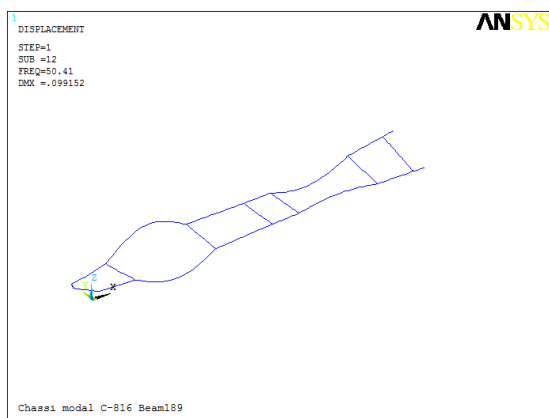 1
ANSYS
DISPLACEMENT
STEP=1
SUB =12
FREQ=50.41
DMX =.099152
Z
Y
X
Chassi modal C-816 Beam189